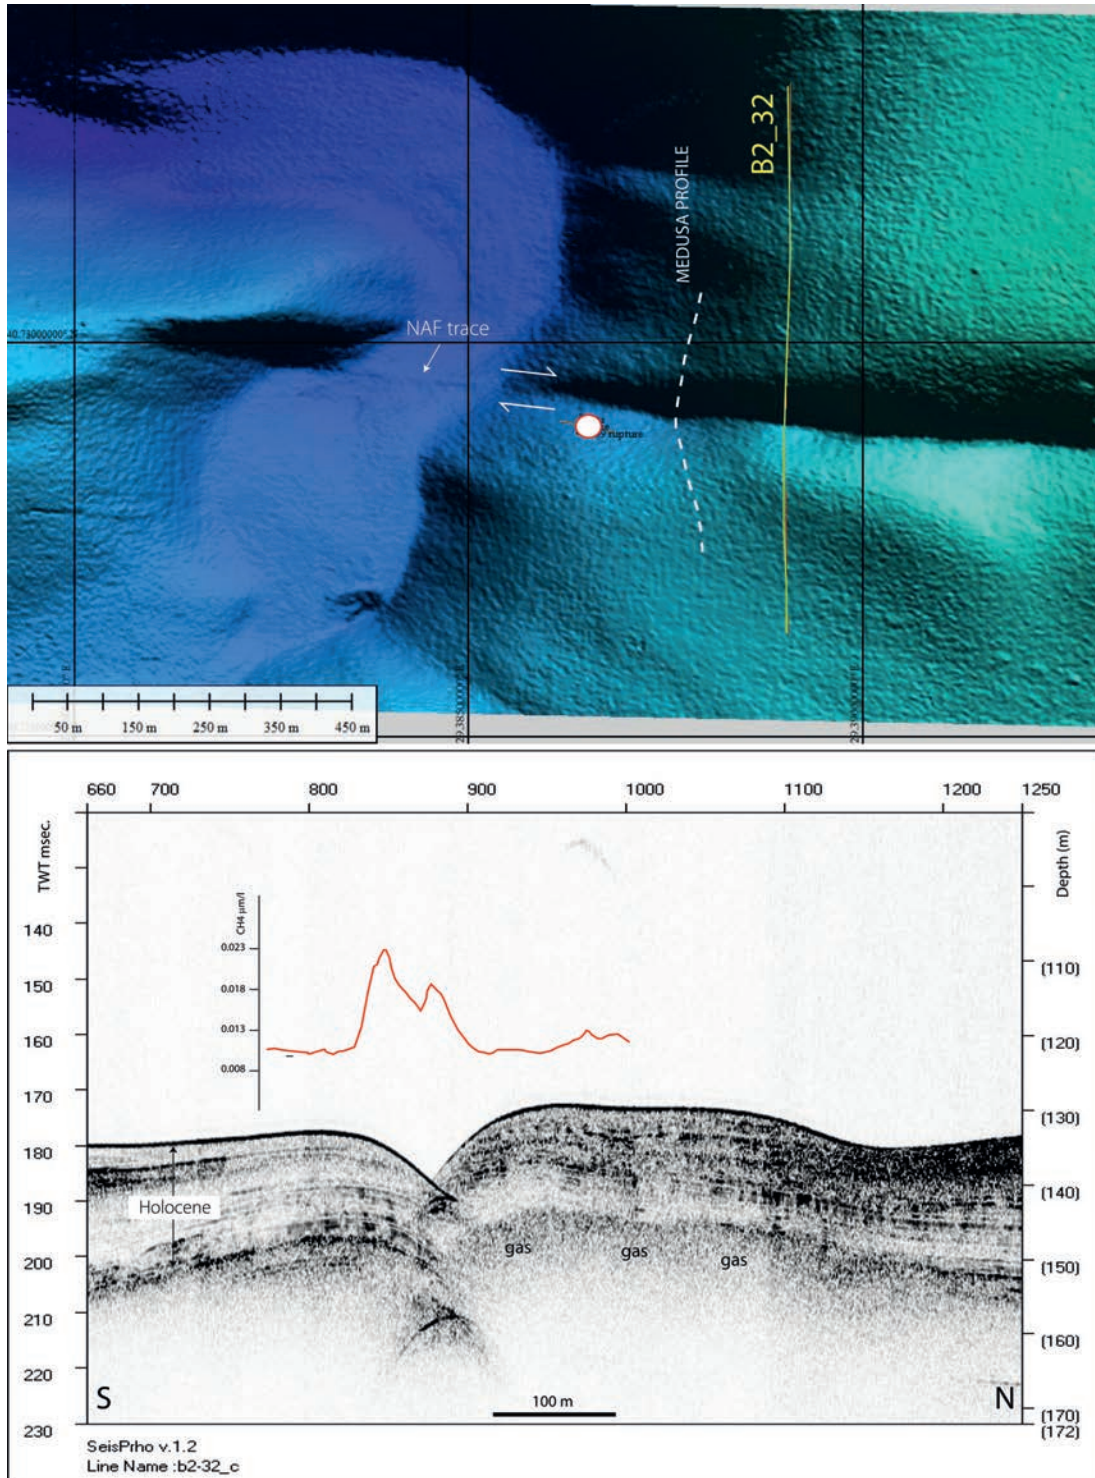 B2_32
MEDUSA PROFILE
NAF trace
rupture
50 m 150 m 250 m 350 m 450 m
660 700 800 900 1000 1100 1200 1250
TWT msec.
Depth (m)
CH4 µm/l
0.023
0.018
0.013
0.008
140
150
160
170
180
190
200
210
220
230
(110)
(120)
(130)
(140)
(150)
(160)
(170)
(172)
Holocene
gas gas gas
S
N
100 m
SeisPrho v.1.2
Line Name :b2-32_c